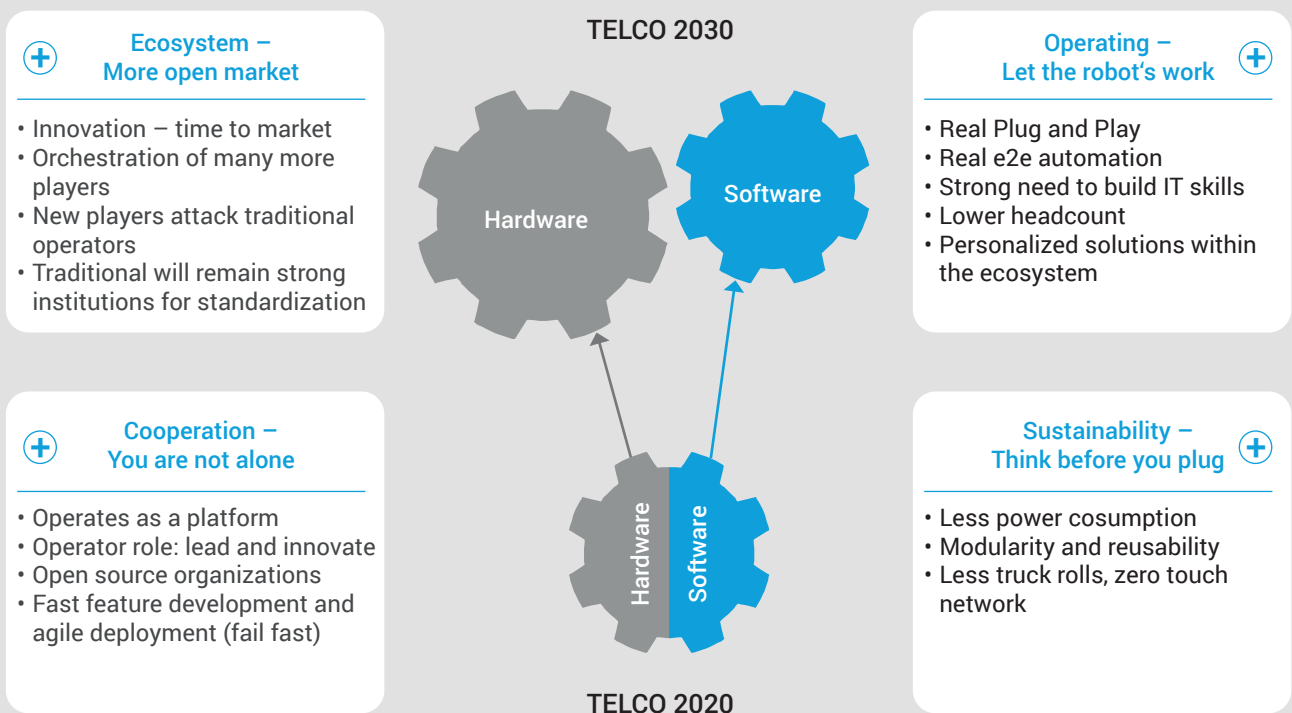 TELCO 2030
Ecosystem –
More open market
• Innovation – time to market
• Orchestration of many more
players
• New players attack traditional
operators
• Traditional will remain strong
institutions for standardization
Hardware
Software
Operating –
Let the robot‘s work
• Real Plug and Play
• Real e2e automation
• Strong need to build IT skills
• Lower headcount
• Personalized solutions within
the ecosystem
Cooperation –
You are not alone
• Operates as a platform
• Operator role: lead and innovate
• Open source organizations
• Fast feature development and
agile deployment (fail fast)
Hardware
Software
Sustainability –
Think before you plug
• Less power cosumption
• Modularity and reusability
• Less truck rolls, zero touch
network
TELCO 2020